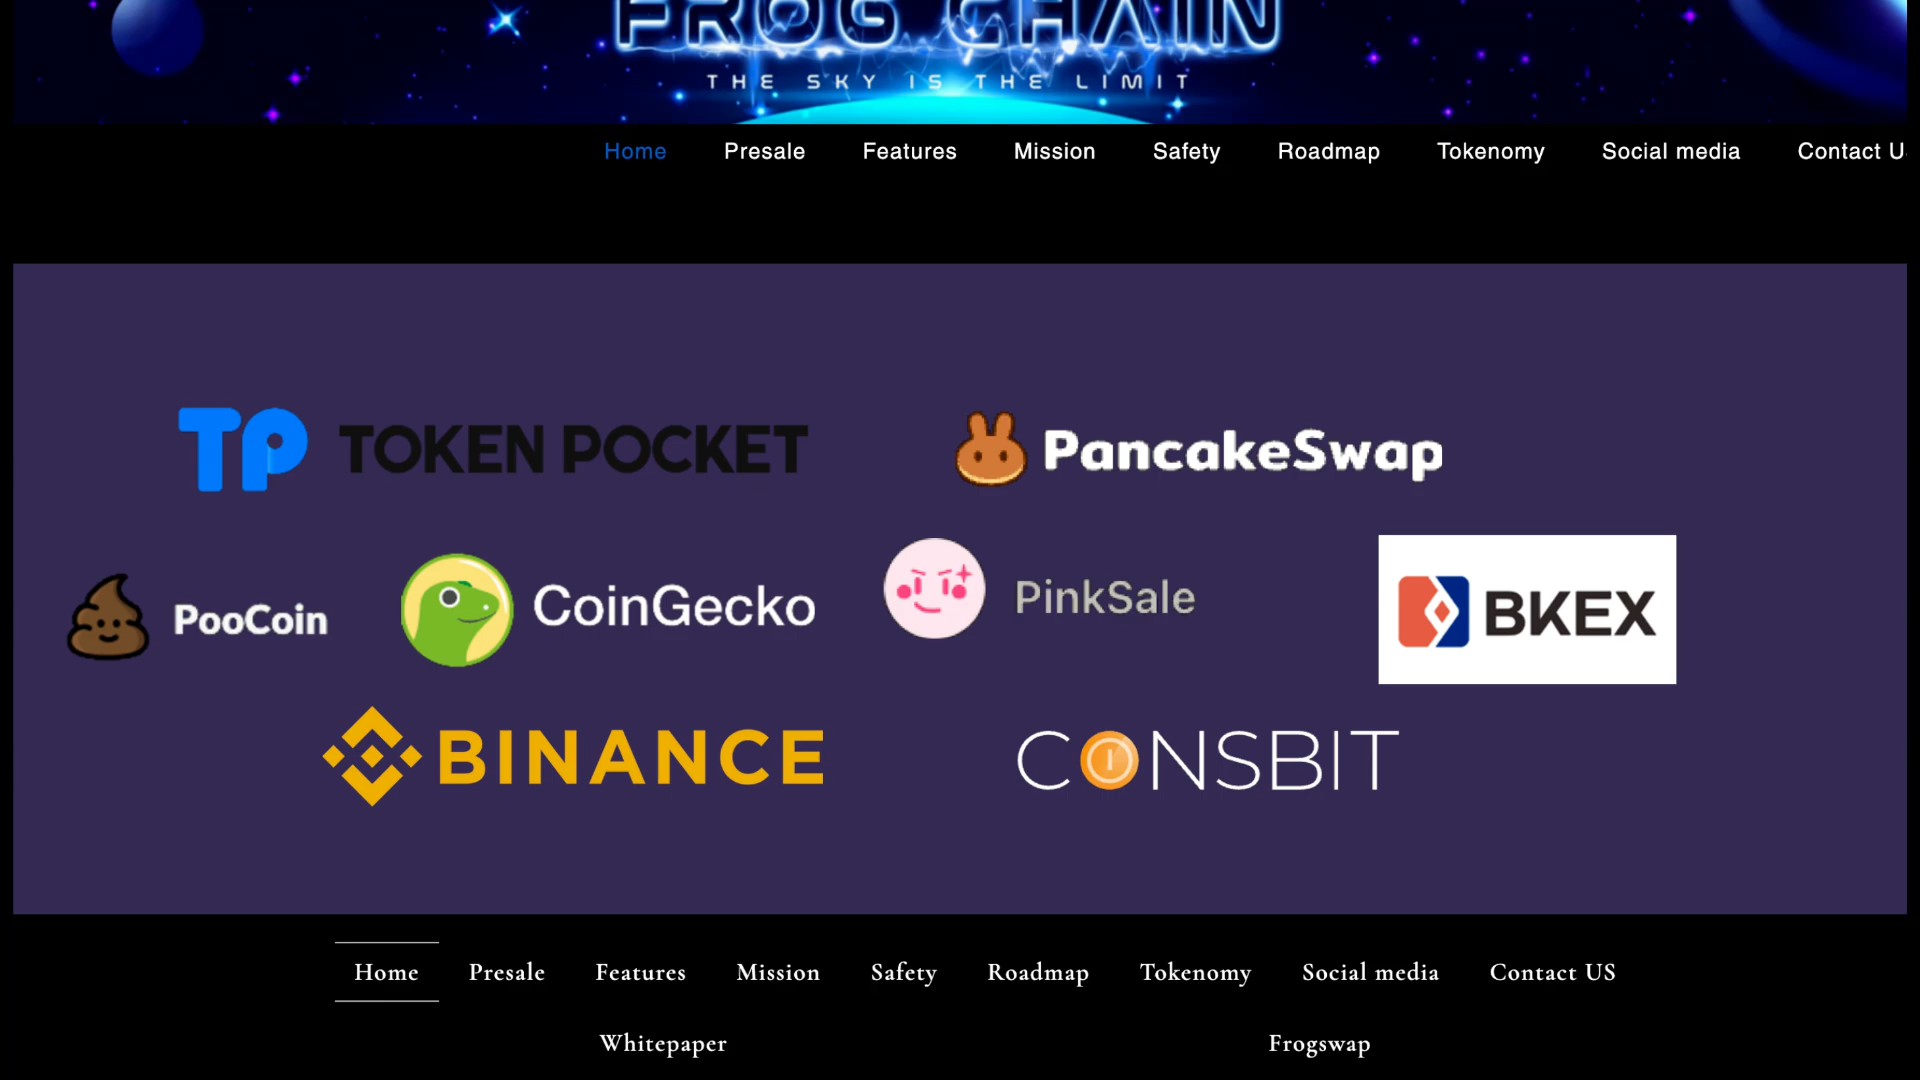 FROG CHAIN
THE SKY IS THE LIMIT
Home Presale Features Mission Safety Roadmap Tokenomy Social media Contact U
TP TOKEN POCKET PancakeSwap
PooCoin CoinGecko PinkSale BKEX
BINANCE CONSBIT
Home Presale Features Mission Safety Roadmap Tokenomy Social media Contact US
Whitepaper Frogswap